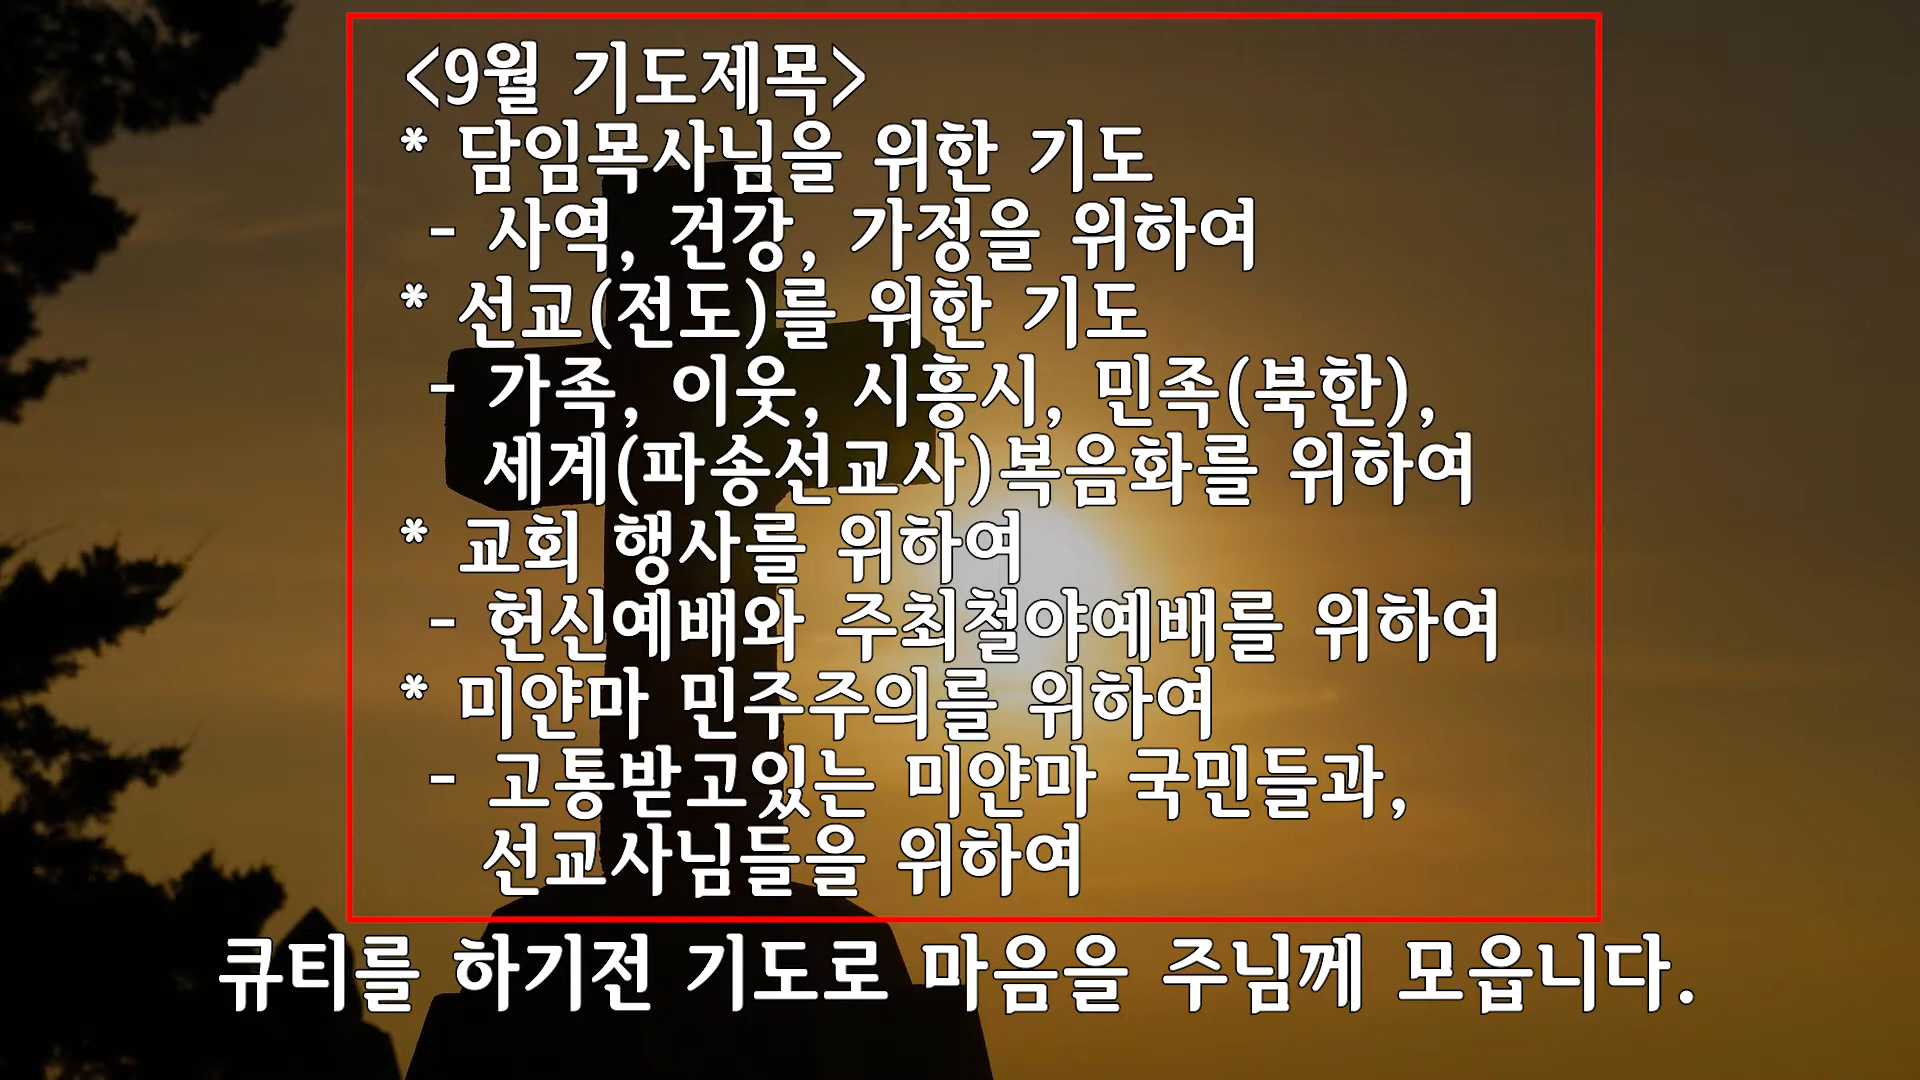 <9월 기도제목>
* 담임목사님을 위한 기도
- 사역, 건강, 가정을 위하여
* 선교(전도)를 위한 기도
- 가족, 이웃, 시흥시, 민족(북한),
세계(파송선교사)복음화를 위하여
* 교회 행사를 위하여
- 헌신예배와 주최철야예배를 위하여
* 미얀마 민주주의를 위하여
- 고통받고있는 미얀마 국민들과,
선교사님들을 위하여
큐티를 하기전 기도로 마음을 주님께 모읍니다.